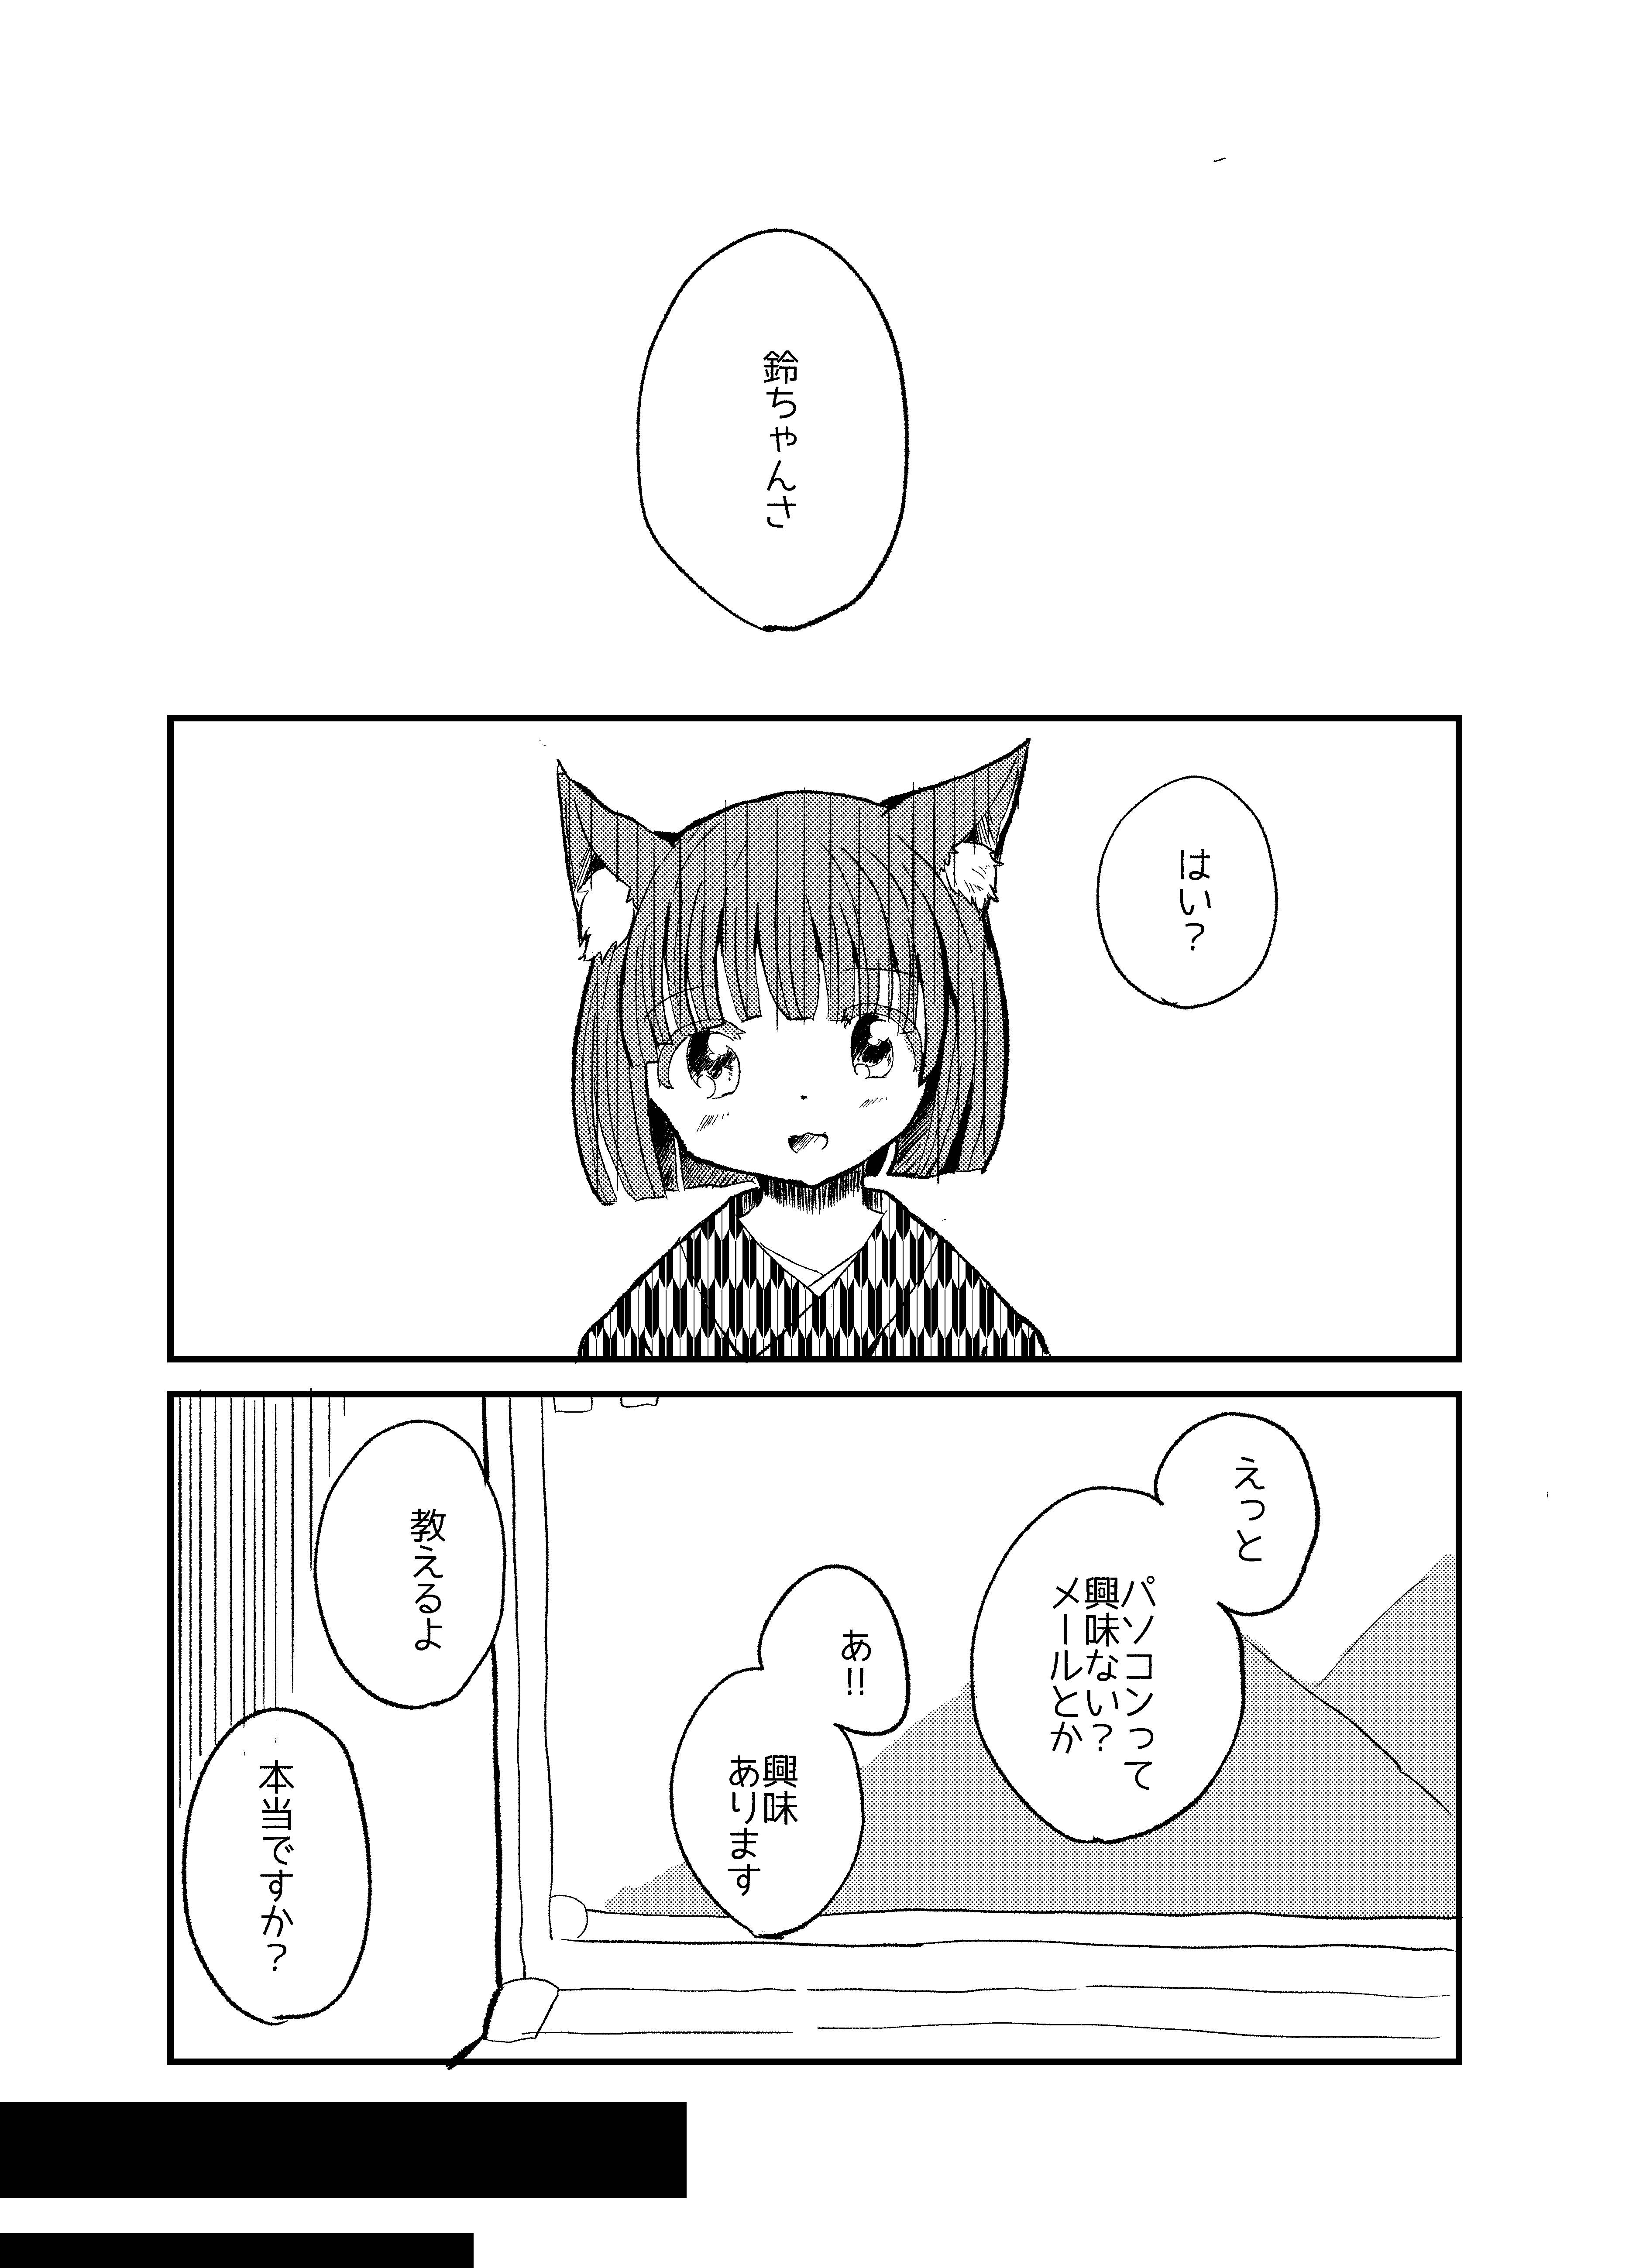 鈴ちゃんさ
はい？
えっと
パソコンって
興味ない？
メールとか
あ!!
興味
あります
教えるよ
本当ですか？